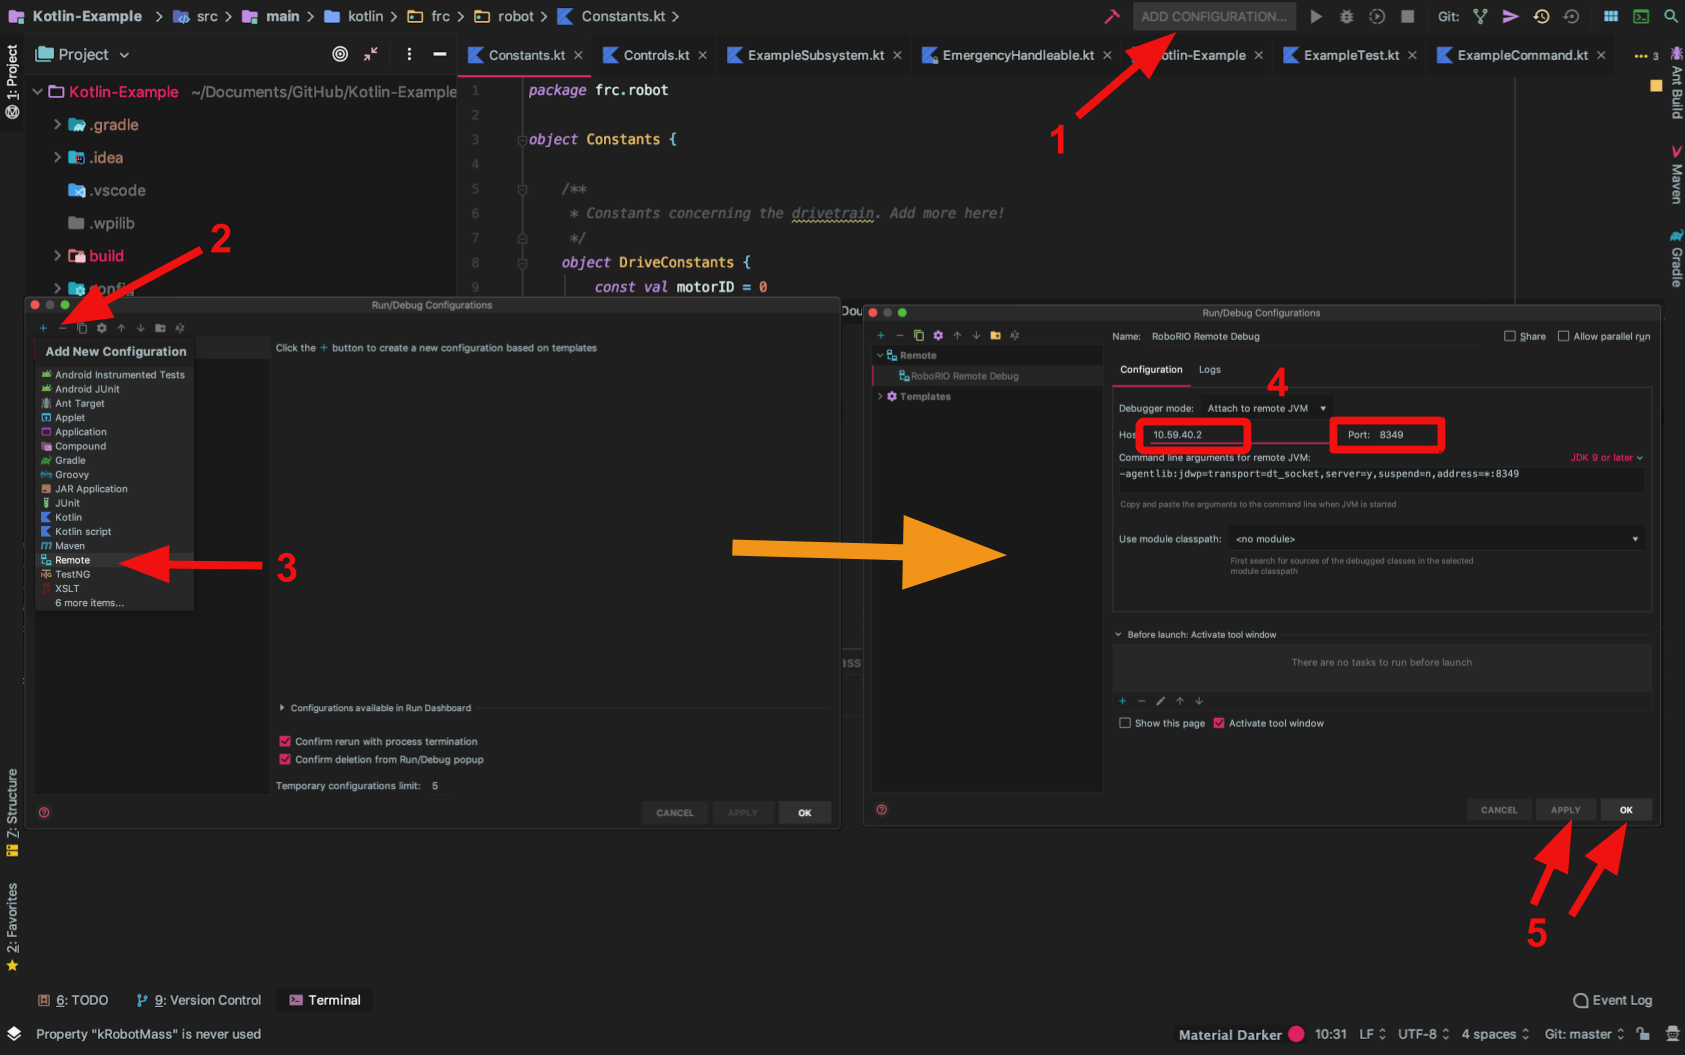 Kotlin-Example
src
main
kotlin
frc
robot
Constants.kt
ADD CONFIGURATION...
Git:
Project
Constants.kt
Controls.kt
ExampleSubsystem.kt
EmergencyHandleable.kt
otlin-Example
ExampleTest.kt
ExampleCommand.kt
3
1: Project
Ant Build
Maven
Gradle
Kotlin-Example ~/Documents/GitHub/Kotlin-Example
.gradle
.idea
.vscode
.wpilib
build
config
1 package frc.robot
2
3 object Constants {
4
5 /**
6 * Constants concerning the drivetrain. Add more here!
7 */
8 object DriveConstants {
9 const val motorID = 0
1
2
Run/Debug Configurations
Add New Configuration
Android Instrumented Tests
Android JUnit
Ant Target
Applet
Application
Compound
Gradle
Groovy
JAR Application
JUnit
Kotlin
Kotlin script
Maven
Remote
TestNG
XSLT
6 more items...
3
Click the + button to create a new configuration based on templates
Configurations available in Run Dashboard
Confirm rerun with process termination
Confirm deletion from Run/Debug popup
Temporary configurations limit: 5
CANCEL
APPLY
OK
Dou
ass
Run/Debug Configurations
Remote
RoboRIO Remote Debug
Templates
Name: RoboRIO Remote Debug
Share
Allow parallel run
Configuration
Logs
4
Debugger mode: Attach to remote JVM
Hos 10.59.40.2
Port: 8349
Command line arguments for remote JVM:
JDK 9 or later
-agentlib:jdwp=transport=dt_socket,server=y,suspend=n,address=*:8349
Copy and paste the arguments to the command line when JVM is started
Use module classpath: <no module>
First search for sources of the debugged classes in the selected
module classpath
Before launch: Activate tool window
There are no tasks to run before launch
Show this page
Activate tool window
CANCEL
APPLY
OK
5
7: Structure
2: Favorites
6: TODO
9: Version Control
Terminal
Event Log
Property "kRobotMass" is never used
Material Darker
10:31
LF
UTF-8
4 spaces
Git: master